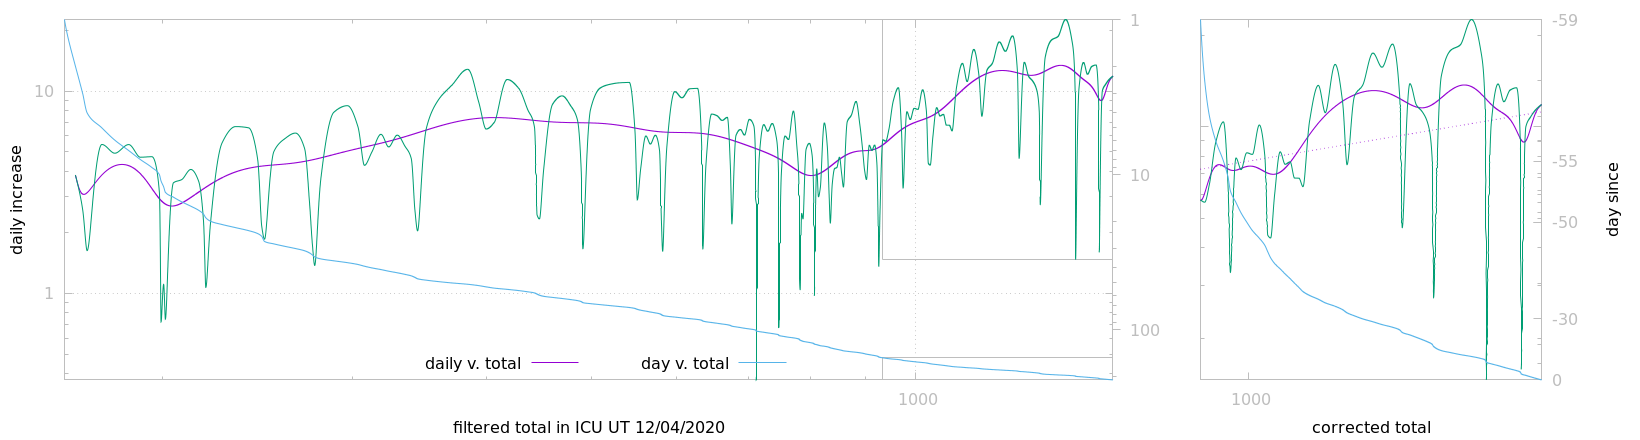 10
1
daily increase
daily v. total
day v. total
1
10
100
1000
filtered total in ICU UT 12/04/2020
-59
-55
-50
-30
0
day since
1000
corrected total